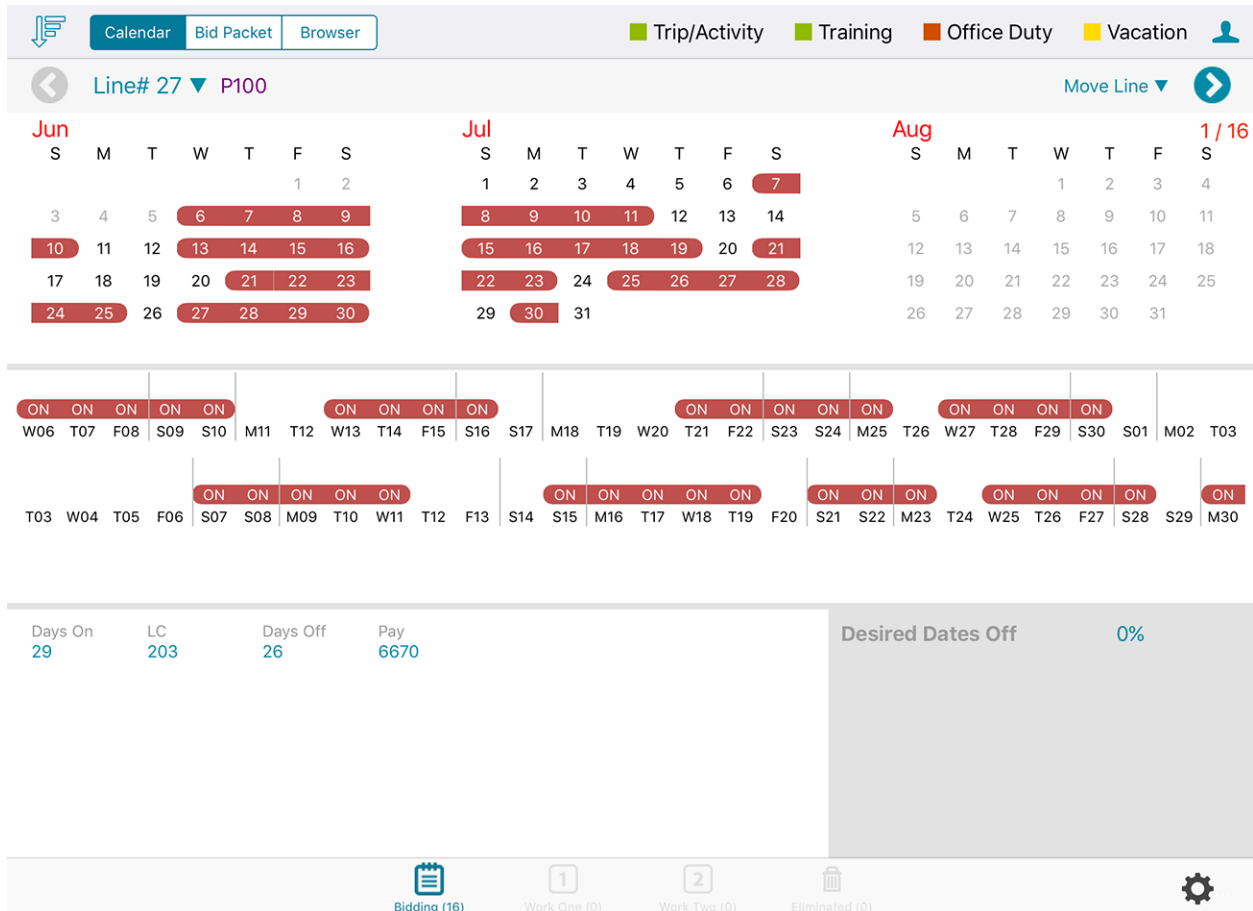 Calendar Bid Packet Browser Trip/Activity Training Office Duty Vacation
Line# 27 ▼ P100 Move Line ▼
Jun Jul Aug 1 / 16
S M T W T F S S M T W T F S S M T W T F S
1 2 1 2 3 4 5 6 7 1 2 3 4
3 4 5 6 7 8 9 8 9 10 11 12 13 14 5 6 7 8 9 10 11
10 11 12 13 14 15 16 15 16 17 18 19 20 21 12 13 14 15 16 17 18
17 18 19 20 21 22 23 22 23 24 25 26 27 28 19 20 21 22 23 24 25
24 25 26 27 28 29 30 29 30 31 26 27 28 29 30 31
ON ON ON ON ON ON ON ON ON ON ON ON ON ON ON ON ON ON
W06 T07 F08 S09 S10 M11 T12 W13 T14 F15 S16 S17 M18 T19 W20 T21 F22 S23 S24 M25 T26 W27 T28 F29 S30 S01 M02 T03
ON ON ON ON ON ON ON ON ON ON ON ON ON ON ON ON ON ON
T03 W04 T05 F06 S07 S08 M09 T10 W11 T12 F13 S14 S15 M16 T17 W18 T19 F20 S21 S22 M23 T24 W25 T26 F27 S28 S29 M30
Days On LC Days Off Pay Desired Dates Off 0%
29 203 26 6670
1 2
Bidding (16) Work One (0) Work Two (0) Eliminated (0)